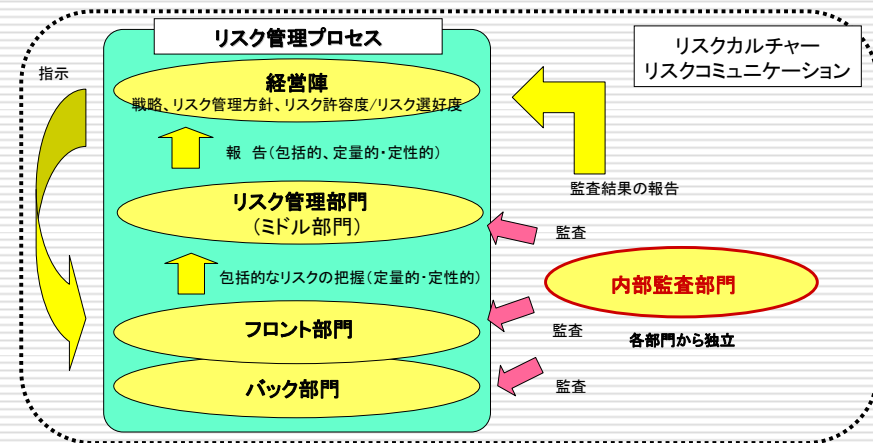 リスク管理プロセス
リスクカルチャー
リスクコミュニケーション
指示
経営陣
戦略、リスク管理方針、リスク許容度/リスク選好度
報　告(包括的、定量的・定性的)
監査結果の報告
リスク管理部門
(ミドル部門)
監査
包括的なリスクの把握(定量的・定性的)
内部監査部門
フロント部門
監査
各部門から独立
バック部門
監査